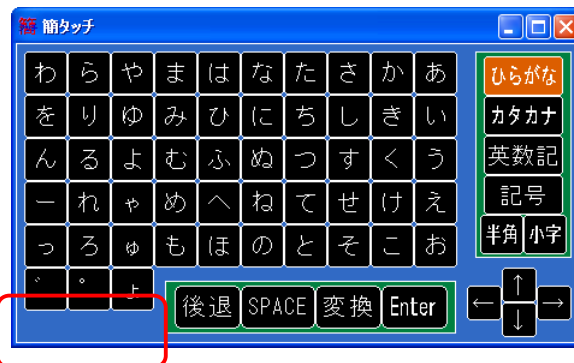 簡 簡タッチ
わ ら や ま は な た さ か あ ひらがな
を り ゆ み ひ に ち し き い カタカナ
ん る よ む ふ ぬ つ す く う 英数記
ー れ ゃ め へ ね て せ け え 記号
っ ろ ゅ も ほ の と そ こ お 半角 小字
゛ ゜ ょ 後退 SPACE 変換 Enter ← ↑ ↓ →